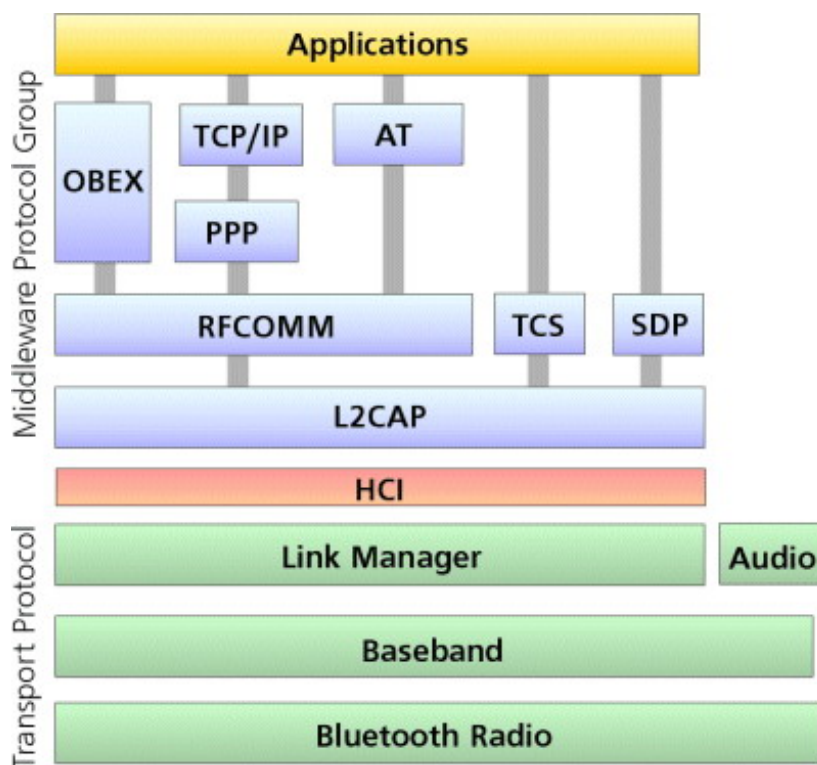 Applications
Middleware Protocol Group
OBEX
TCP/IP
AT
PPP
RFCOMM
TCS
SDP
L2CAP
HCI
Transport Protocol
Link Manager
Audio
Baseband
Bluetooth Radio